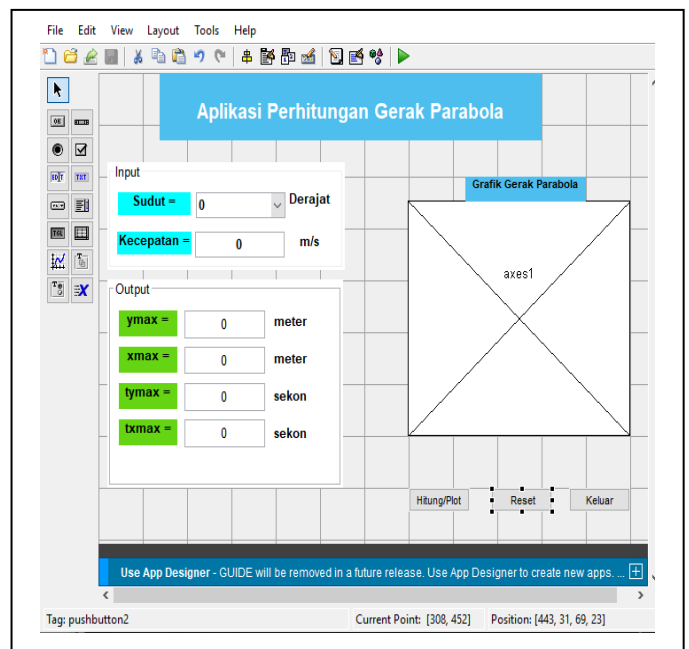 File Edit View Layout Tools Help
Aplikasi Perhitungan Gerak Parabola
Input
Sudut = 0 Derajat
Kecepatan = 0 m/s
Output
ymax = 0 meter
xmax = 0 meter
tymax = 0 sekon
txmax = 0 sekon
Grafik Gerak Parabola
axes1
Hitung/Plot Reset Keluar
Use App Designer - GUIDE will be removed in a future release. Use App Designer to create new apps. ...
Tag: pushbutton2 Current Point: [308, 452] Position: [443, 31, 69, 23]